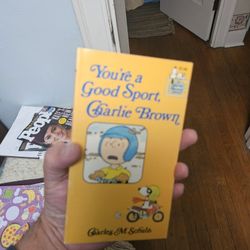 You're a
Good Sport,
Charlie Brown
Charles M. Schulz
People